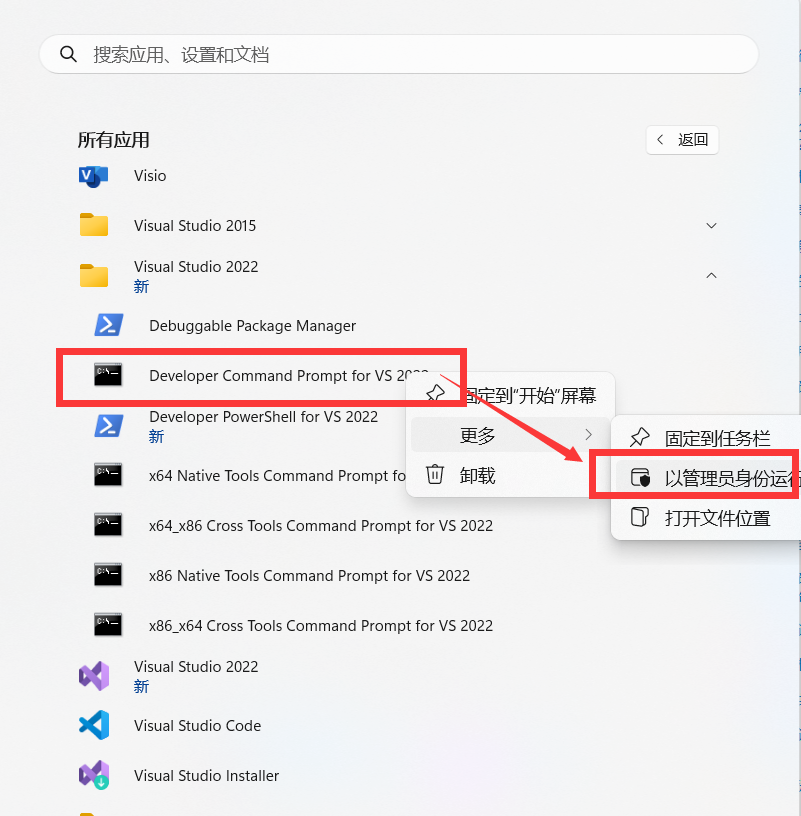 搜索应用、设置和文档
所有应用
返回
Visio
Visual Studio 2015
Visual Studio 2022
新
Debuggable Package Manager
Developer Command Prompt for VS 2022
固定到“开始”屏幕
Developer PowerShell for VS 2022
新
更多
固定到任务栏
x64 Native Tools Command Prompt fo
卸载
以管理员身份运行
x64_x86 Cross Tools Command Prompt for VS 2022
打开文件位置
x86 Native Tools Command Prompt for VS 2022
x86_x64 Cross Tools Command Prompt for VS 2022
Visual Studio 2022
新
Visual Studio Code
Visual Studio Installer